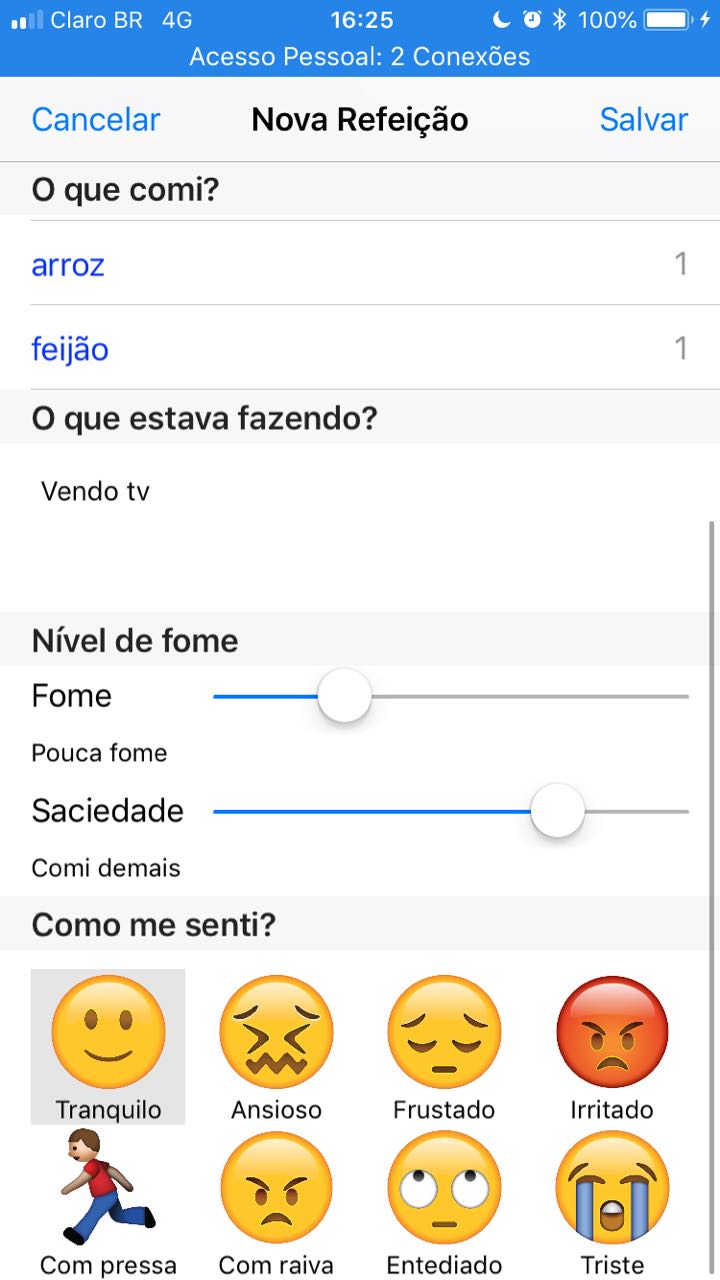 Claro BR 4G 16:25 100%
Acesso Pessoal: 2 Conexões
Cancelar Nova Refeição Salvar
O que comi?
arroz 1
feijão 1
O que estava fazendo?
Vendo tv
Nível de fome
Fome
Pouca fome
Saciedade
Comi demais
Como me senti?
Tranquilo Ansioso Frustado Irritado
Com pressa Com raiva Entediado Triste